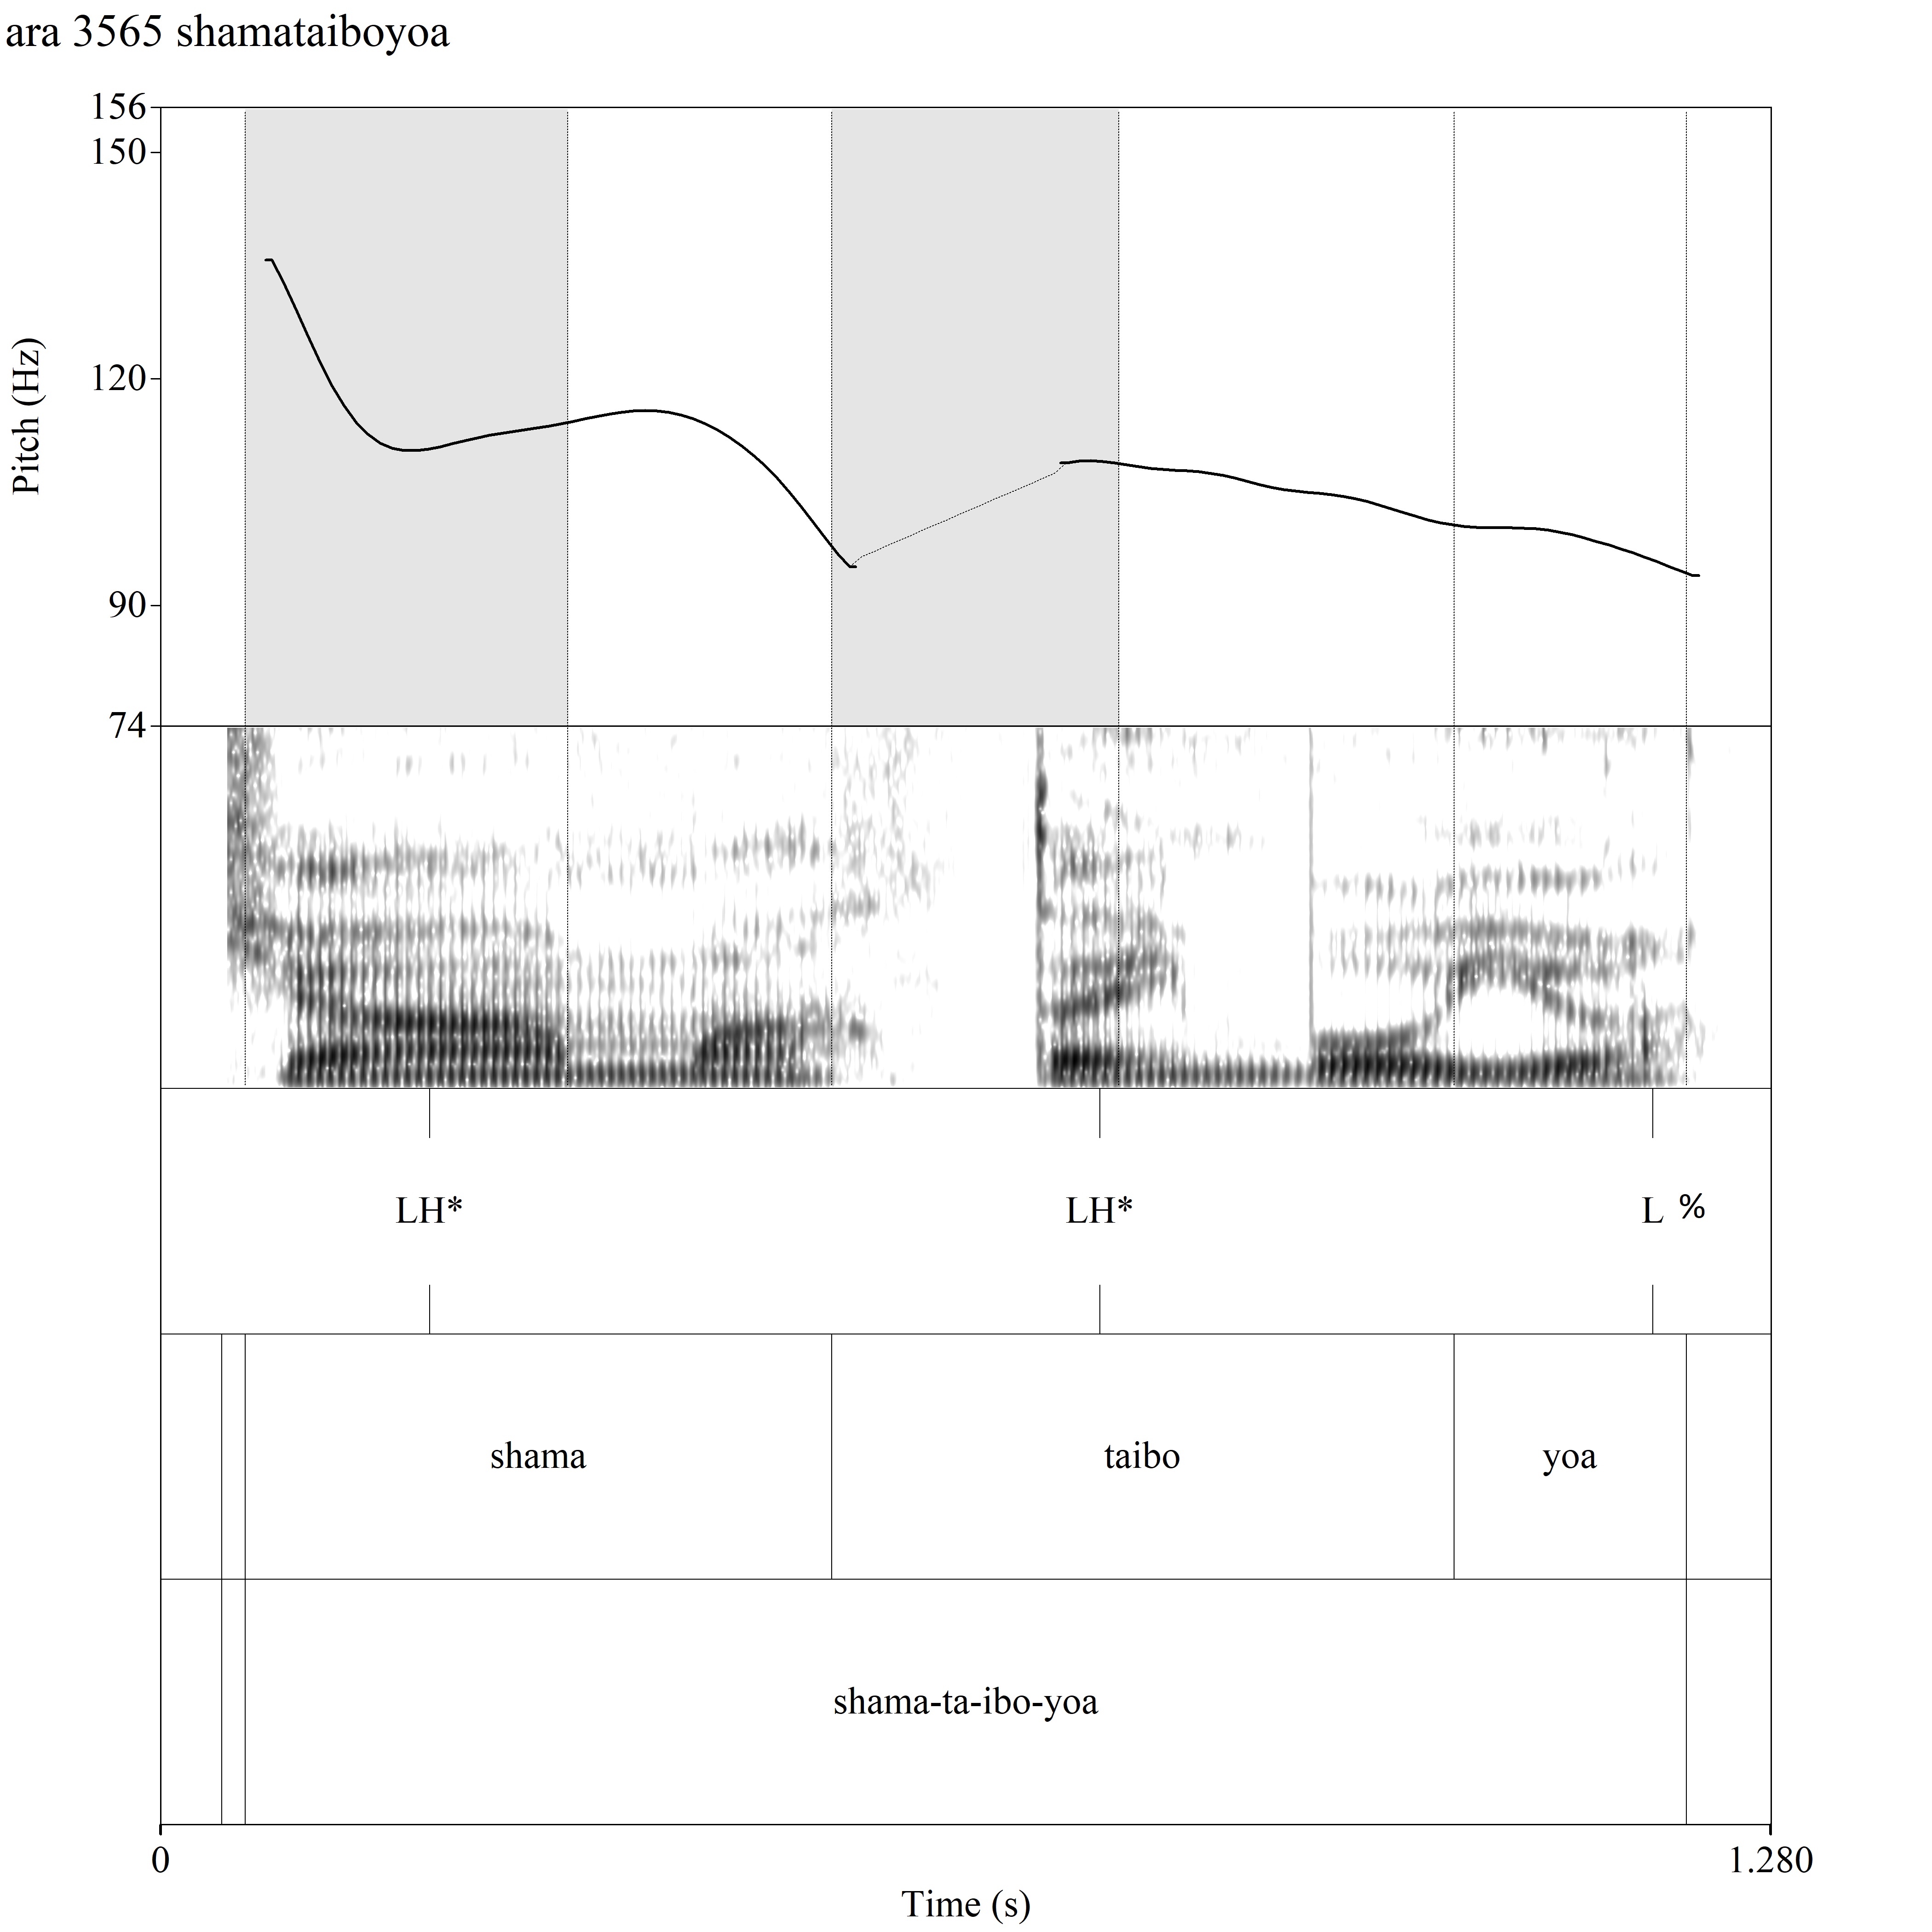 ara 3565 shamataiboyoa
156
150
120
90
74
Pitch (Hz)
LH* LH* L %
shama taibo yoa
shama-ta-ibo-yoa
0 1.280
Time (s)